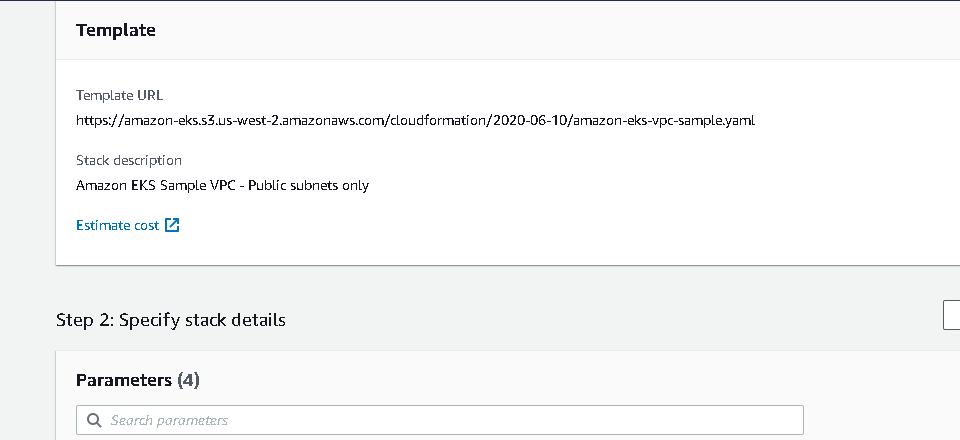 Template
Template URL
https://amazon-eks.s3.us-west-2.amazonaws.com/cloudformation/2020-06-10/amazon-eks-vpc-sample.yaml
Stack description
Amazon EKS Sample VPC - Public subnets only
Estimate cost
Step 2: Specify stack details
Parameters (4)
Search parameters